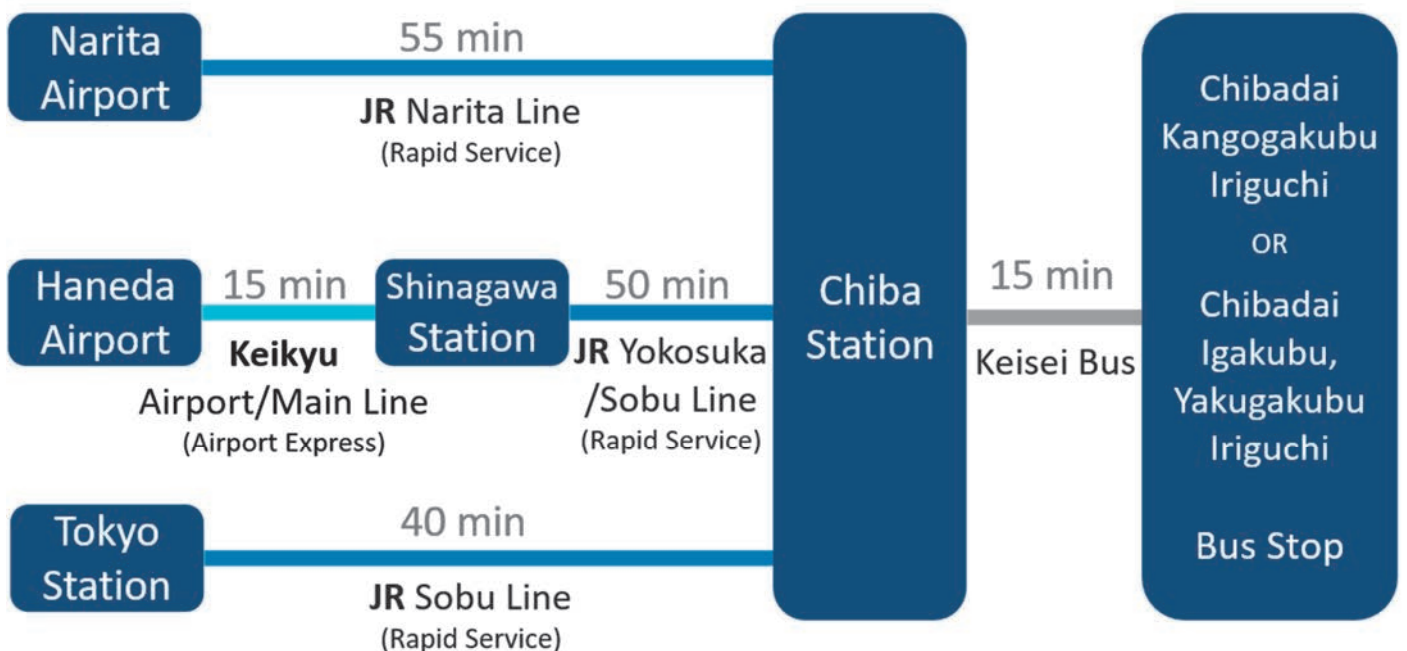 Narita
Airport
55 min
JR Narita Line
(Rapid Service)
Haneda
Airport
15 min
Keikyu
Airport/Main Line
(Airport Express)
Shinagawa
Station
50 min
JR Yokosuka
/Sobu Line
(Rapid Service)
Tokyo
Station
40 min
JR Sobu Line
(Rapid Service)
Chiba
Station
15 min
Keisei Bus
Chibadai
Kangogakubu
Iriguchi
OR
Chibadai
Igakubu,
Yakugakubu
Iriguchi
Bus Stop